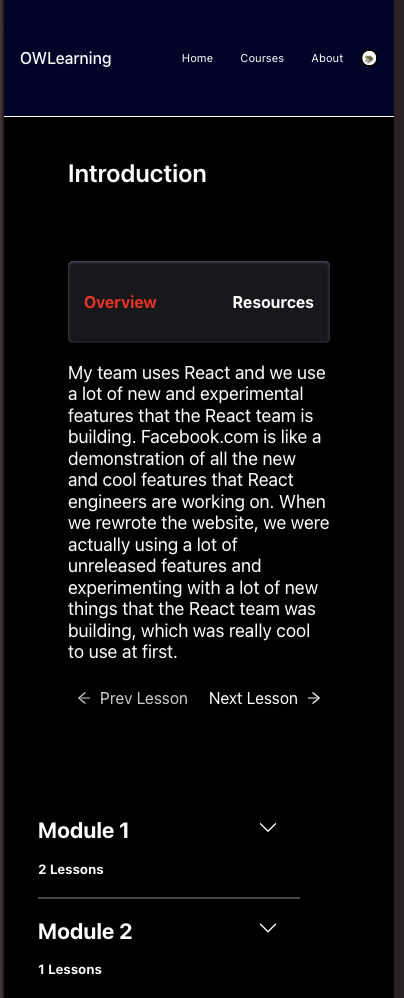 OWLearning
Home Courses About
Introduction
Overview Resources
My team uses React and we use
a lot of new and experimental
features that the React team is
building. Facebook.com is like a
demonstration of all the new
and cool features that React
engineers are working on. When
we rewrote the website, we were
actually using a lot of
unreleased features and
experimenting with a lot of new
things that the React team was
building, which was really cool
to use at first.
Prev Lesson Next Lesson
Module 1
2 Lessons
Module 2
1 Lessons